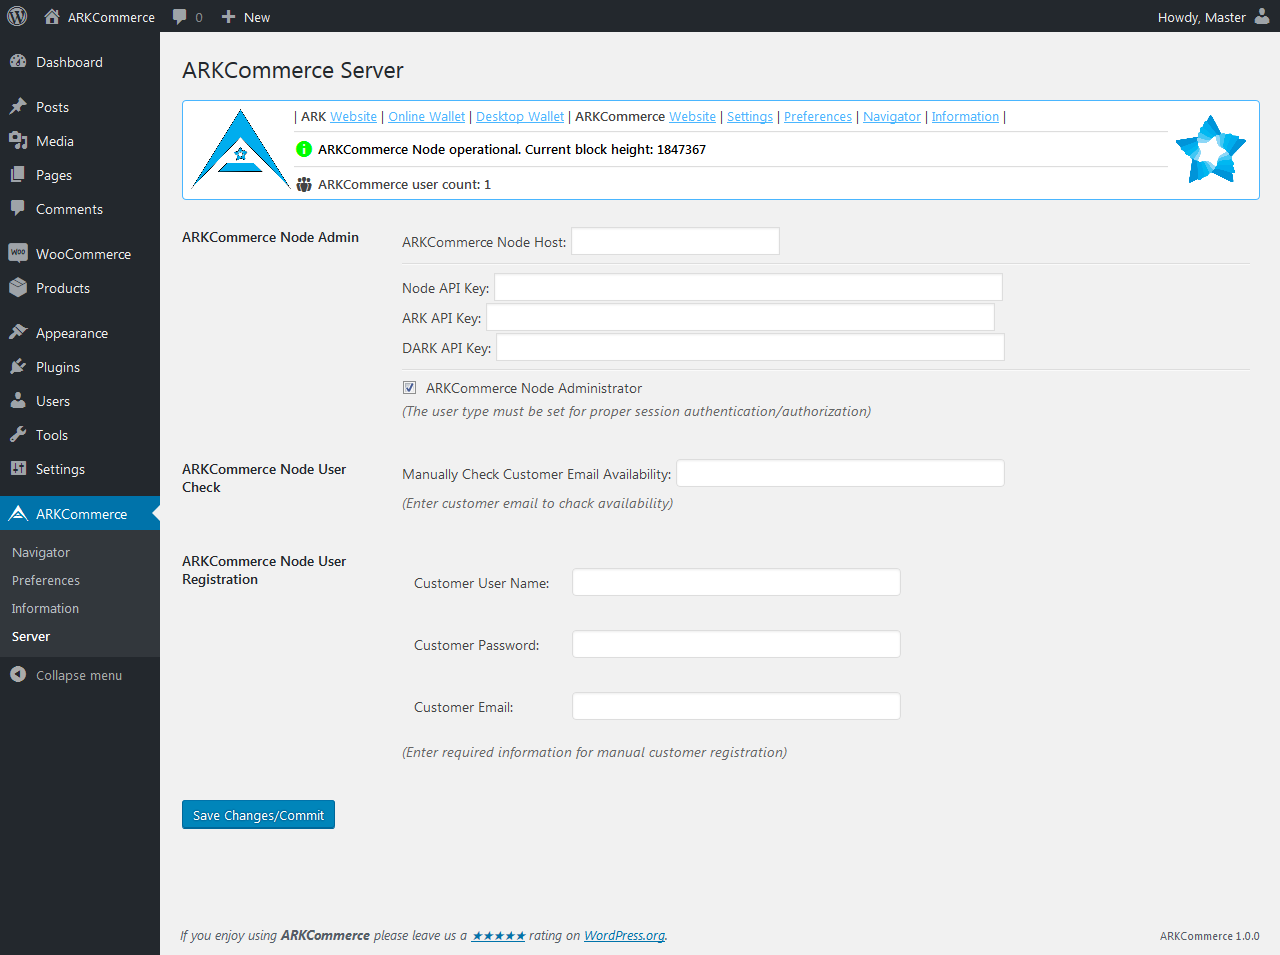 ARKCommerce 0 New Howdy, Master
Dashboard
Posts
Media
Pages
Comments
WooCommerce
Products
Appearance
Plugins
Users
Tools
Settings
ARKCommerce
Navigator
Preferences
Information
Server
Collapse menu
ARKCommerce Server
| ARK Website | Online Wallet | Desktop Wallet | ARKCommerce Website | Settings | Preferences | Navigator | Information |
ARKCommerce Node operational. Current block height: 1847367
ARKCommerce user count: 1
ARKCommerce Node Admin
ARKCommerce Node Host:
Node API Key:
ARK API Key:
DARK API Key:
ARKCommerce Node Administrator
(The user type must be set for proper session authentication/authorization)
ARKCommerce Node User
Check
Manually Check Customer Email Availability:
(Enter customer email to chack availability)
ARKCommerce Node User
Registration
Customer User Name:
Customer Password:
Customer Email:
(Enter required information for manual customer registration)
Save Changes/Commit
If you enjoy using ARKCommerce please leave us a ★★★★★ rating on WordPress.org.
ARKCommerce 1.0.0